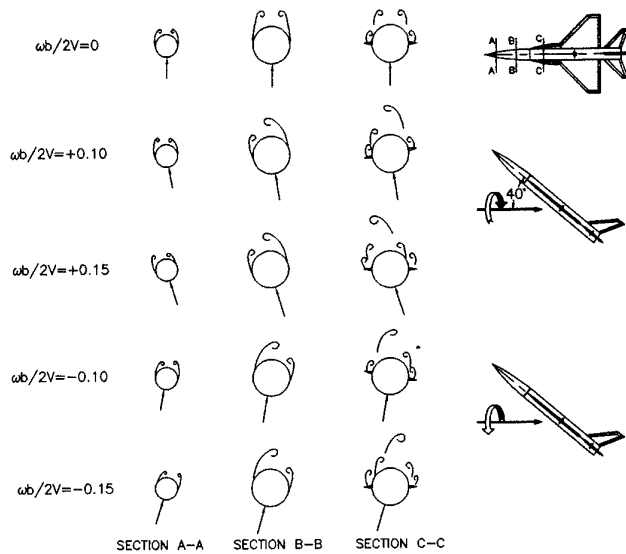 ωb/2V=0
A B C
A B C
ωb/2V=+0.10
40°
ωb/2V=+0.15
ωb/2V=-0.10
ωb/2V=-0.15
SECTION A-A SECTION B-B SECTION C-C